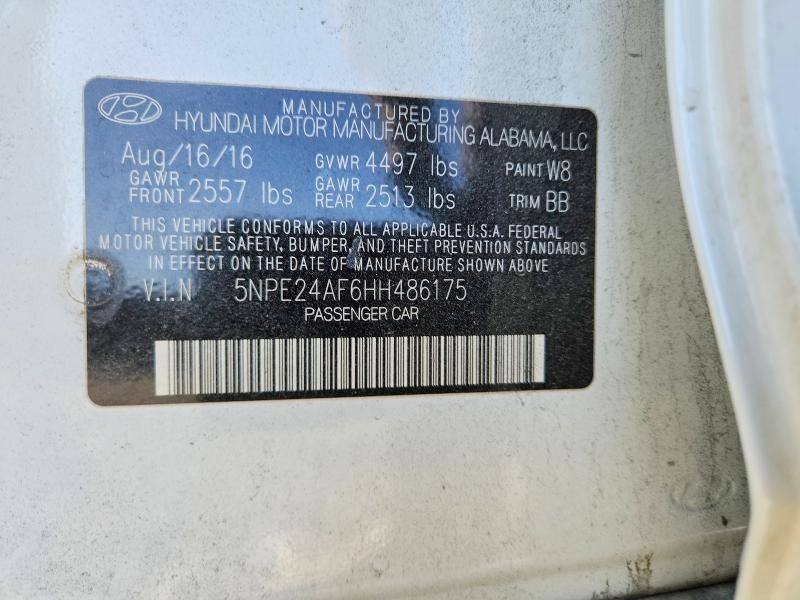 MANUFACTURED BY
HYUNDAI MOTOR MANUFACTURING ALABAMA, LLC
Aug/16/16 GVWR 4497 lbs PAINT W8
GAWR FRONT 2557 lbs GAWR REAR 2513 lbs TRIM BB
THIS VEHICLE CONFORMS TO ALL APPLICABLE U.S.A. FEDERAL
MOTOR VEHICLE SAFETY, BUMPER, AND THEFT PREVENTION STANDARDS
IN EFFECT ON THE DATE OF MANUFACTURE SHOWN ABOVE.
V.I.N 5NPE24AF6HH486175
PASSENGER CAR